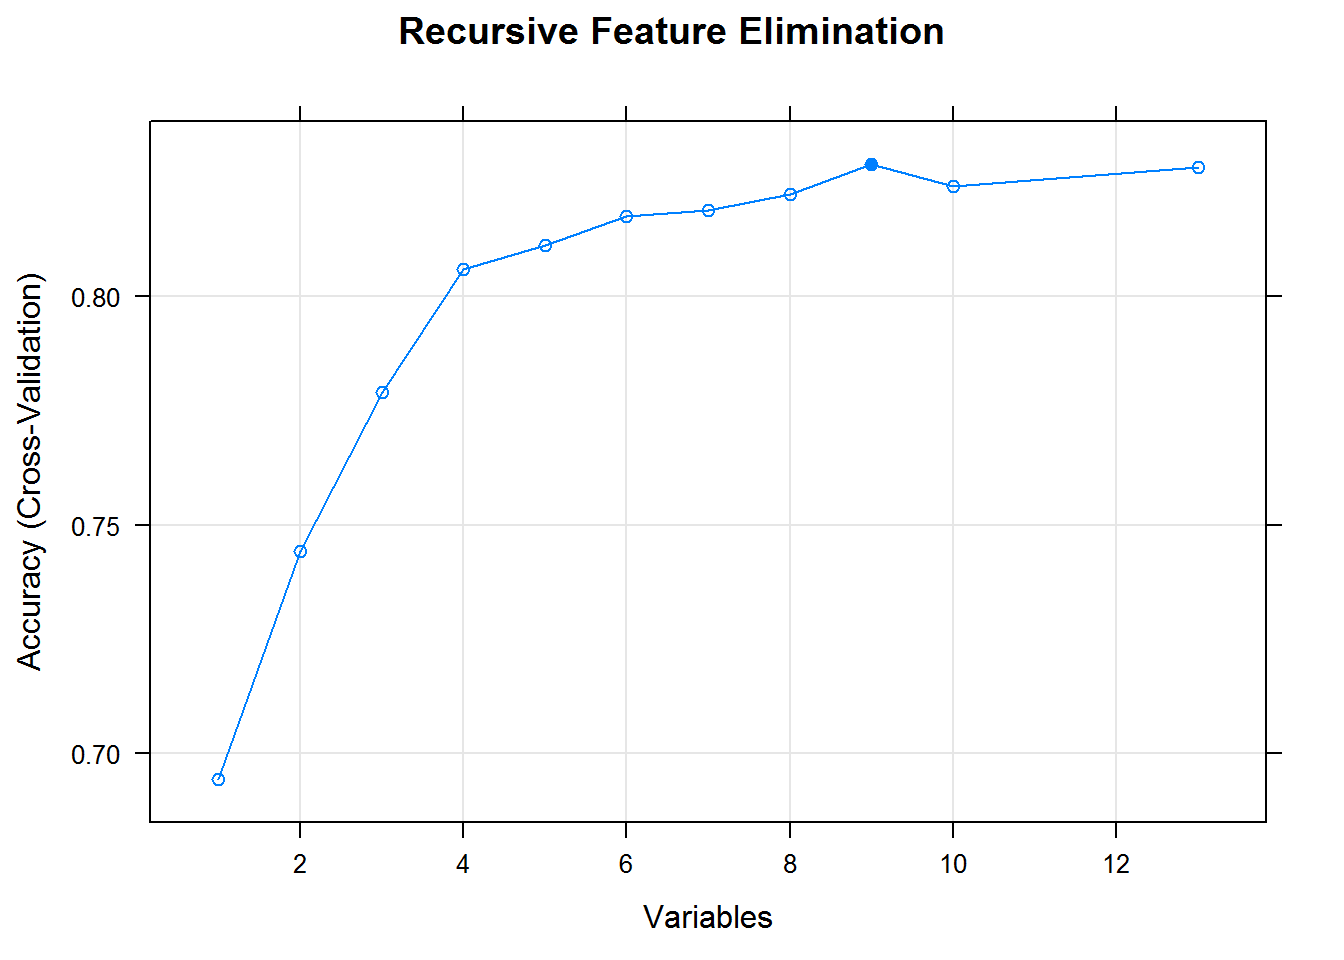 Recursive Feature Elimination
Accuracy (Cross-Validation)
0.80
0.75
0.70
2 4 6 8 10 12
Variables